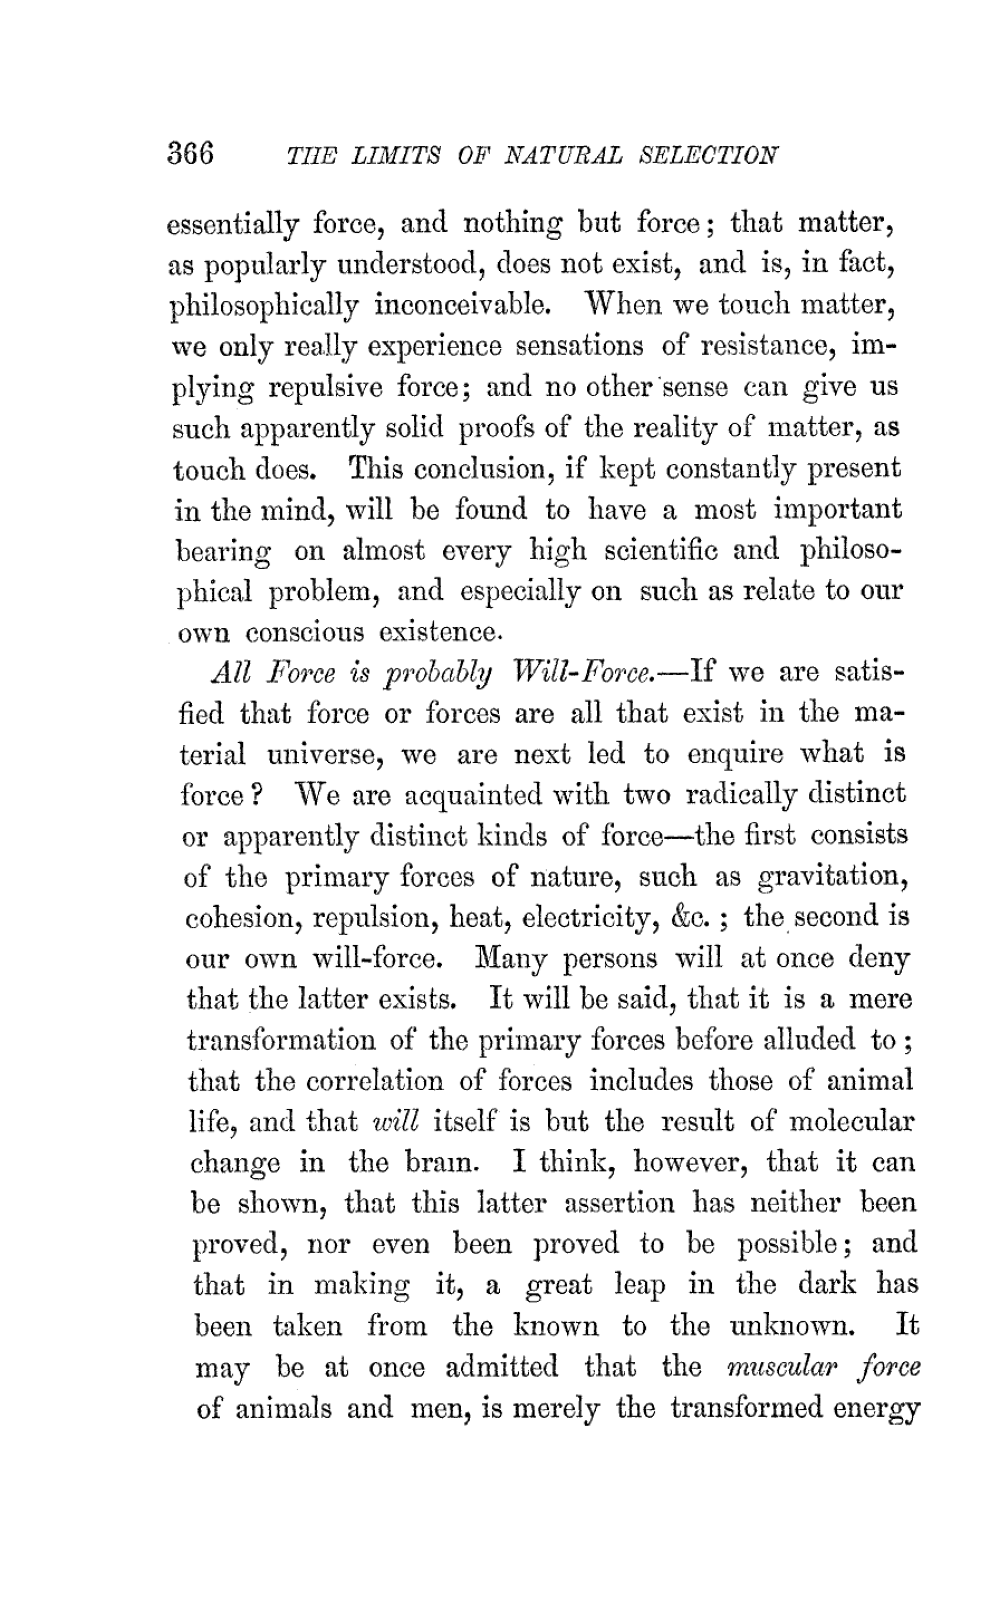 366 THE LIMITS OF NATURAL SELECTION
essentially force, and nothing but force; that matter,
as popularly understood, does not exist, and is, in fact,
philosophically inconceivable. When we touch matter,
we only really experience sensations of resistance, im-
plying repulsive force; and no other sense can give us
such apparently solid proofs of the reality of matter, as
touch does. This conclusion, if kept constantly present
in the mind, will be found to have a most important
bearing on almost every high scientific and philoso-
phical problem, and especially on such as relate to our
own conscious existence.
All Force is probably Will-Force.—If we are satis-
fied that force or forces are all that exist in the ma-
terial universe, we are next led to enquire what is
force? We are acquainted with two radically distinct
or apparently distinct kinds of force—the first consists
of the primary forces of nature, such as gravitation,
cohesion, repulsion, heat, electricity, &c.; the second is
our own will-force. Many persons will at once deny
that the latter exists. It will be said, that it is a mere
transformation of the primary forces before alluded to;
that the correlation of forces includes those of animal
life, and that will itself is but the result of molecular
change in the brain. I think, however, that it can
be shown, that this latter assertion has neither been
proved, nor even been proved to be possible; and
that in making it, a great leap in the dark has
been taken from the known to the unknown. It
may be at once admitted that the muscular force
of animals and men, is merely the transformed energy